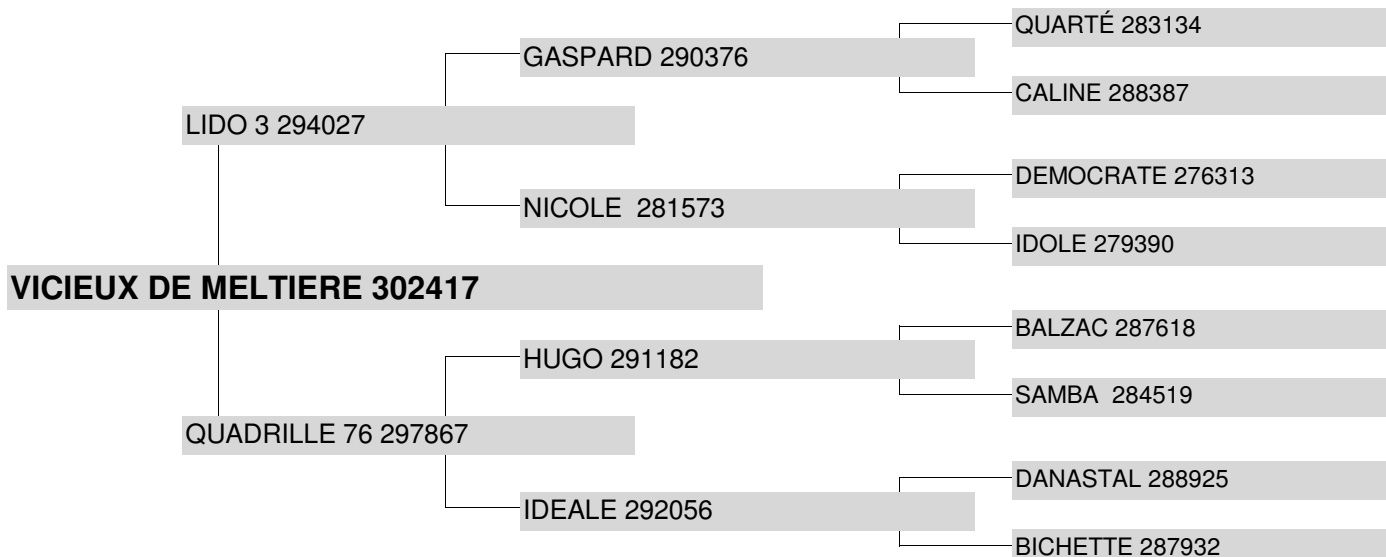 QUARTÉ 283134
GASPARD 290376
CALINE 288387
LIDO 3 294027
DEMOCRATE 276313
NICOLE 281573
IDOLE 279390
VICIEUX DE MELTIERE 302417
BALZAC 287618
HUGO 291182
SAMBA 284519
QUADRILLE 76 297867
DANASTAL 288925
IDEALE 292056
BICHETTE 287932